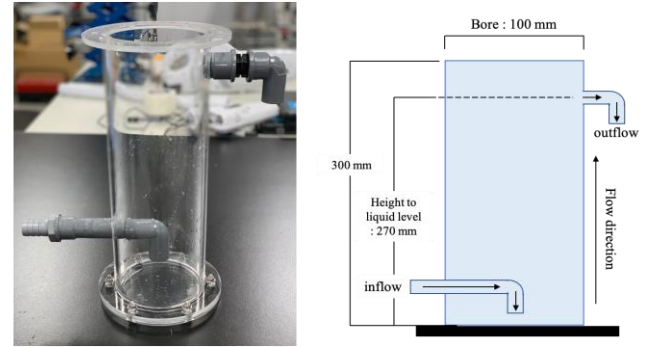 Bore : 100 mm
outflow
300 mm
Height to
liquid level
: 270 mm
Flow direction
inflow